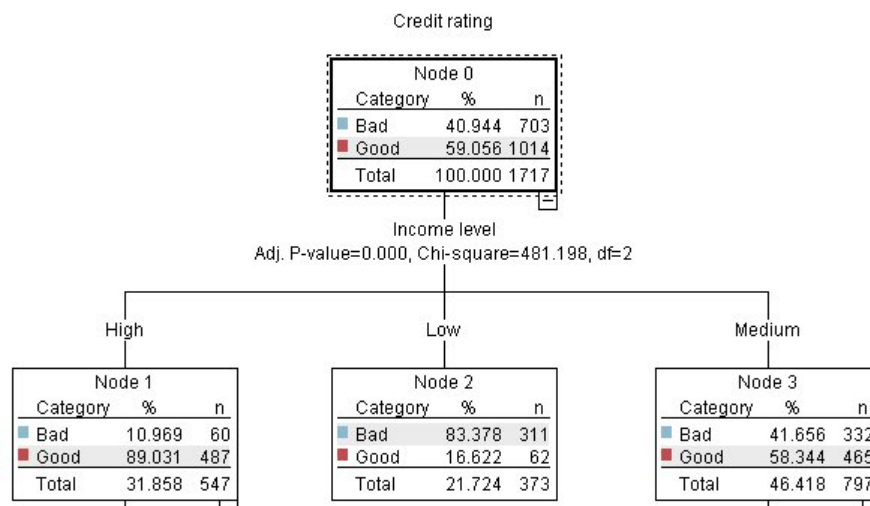 Credit rating
Node 0
Category % n
Bad 40.944 703
Good 59.056 1014
Total 100.000 1717
Income level
Adj. P-value=0.000, Chi-square=481.198, df=2
High Low Medium
Node 1
Category % n
Bad 10.969 60
Good 89.031 487
Total 31.858 547
Node 2
Category % n
Bad 83.378 311
Good 16.622 62
Total 21.724 373
Node 3
Category % n
Bad 41.656 332
Good 58.344 465
Total 46.418 797